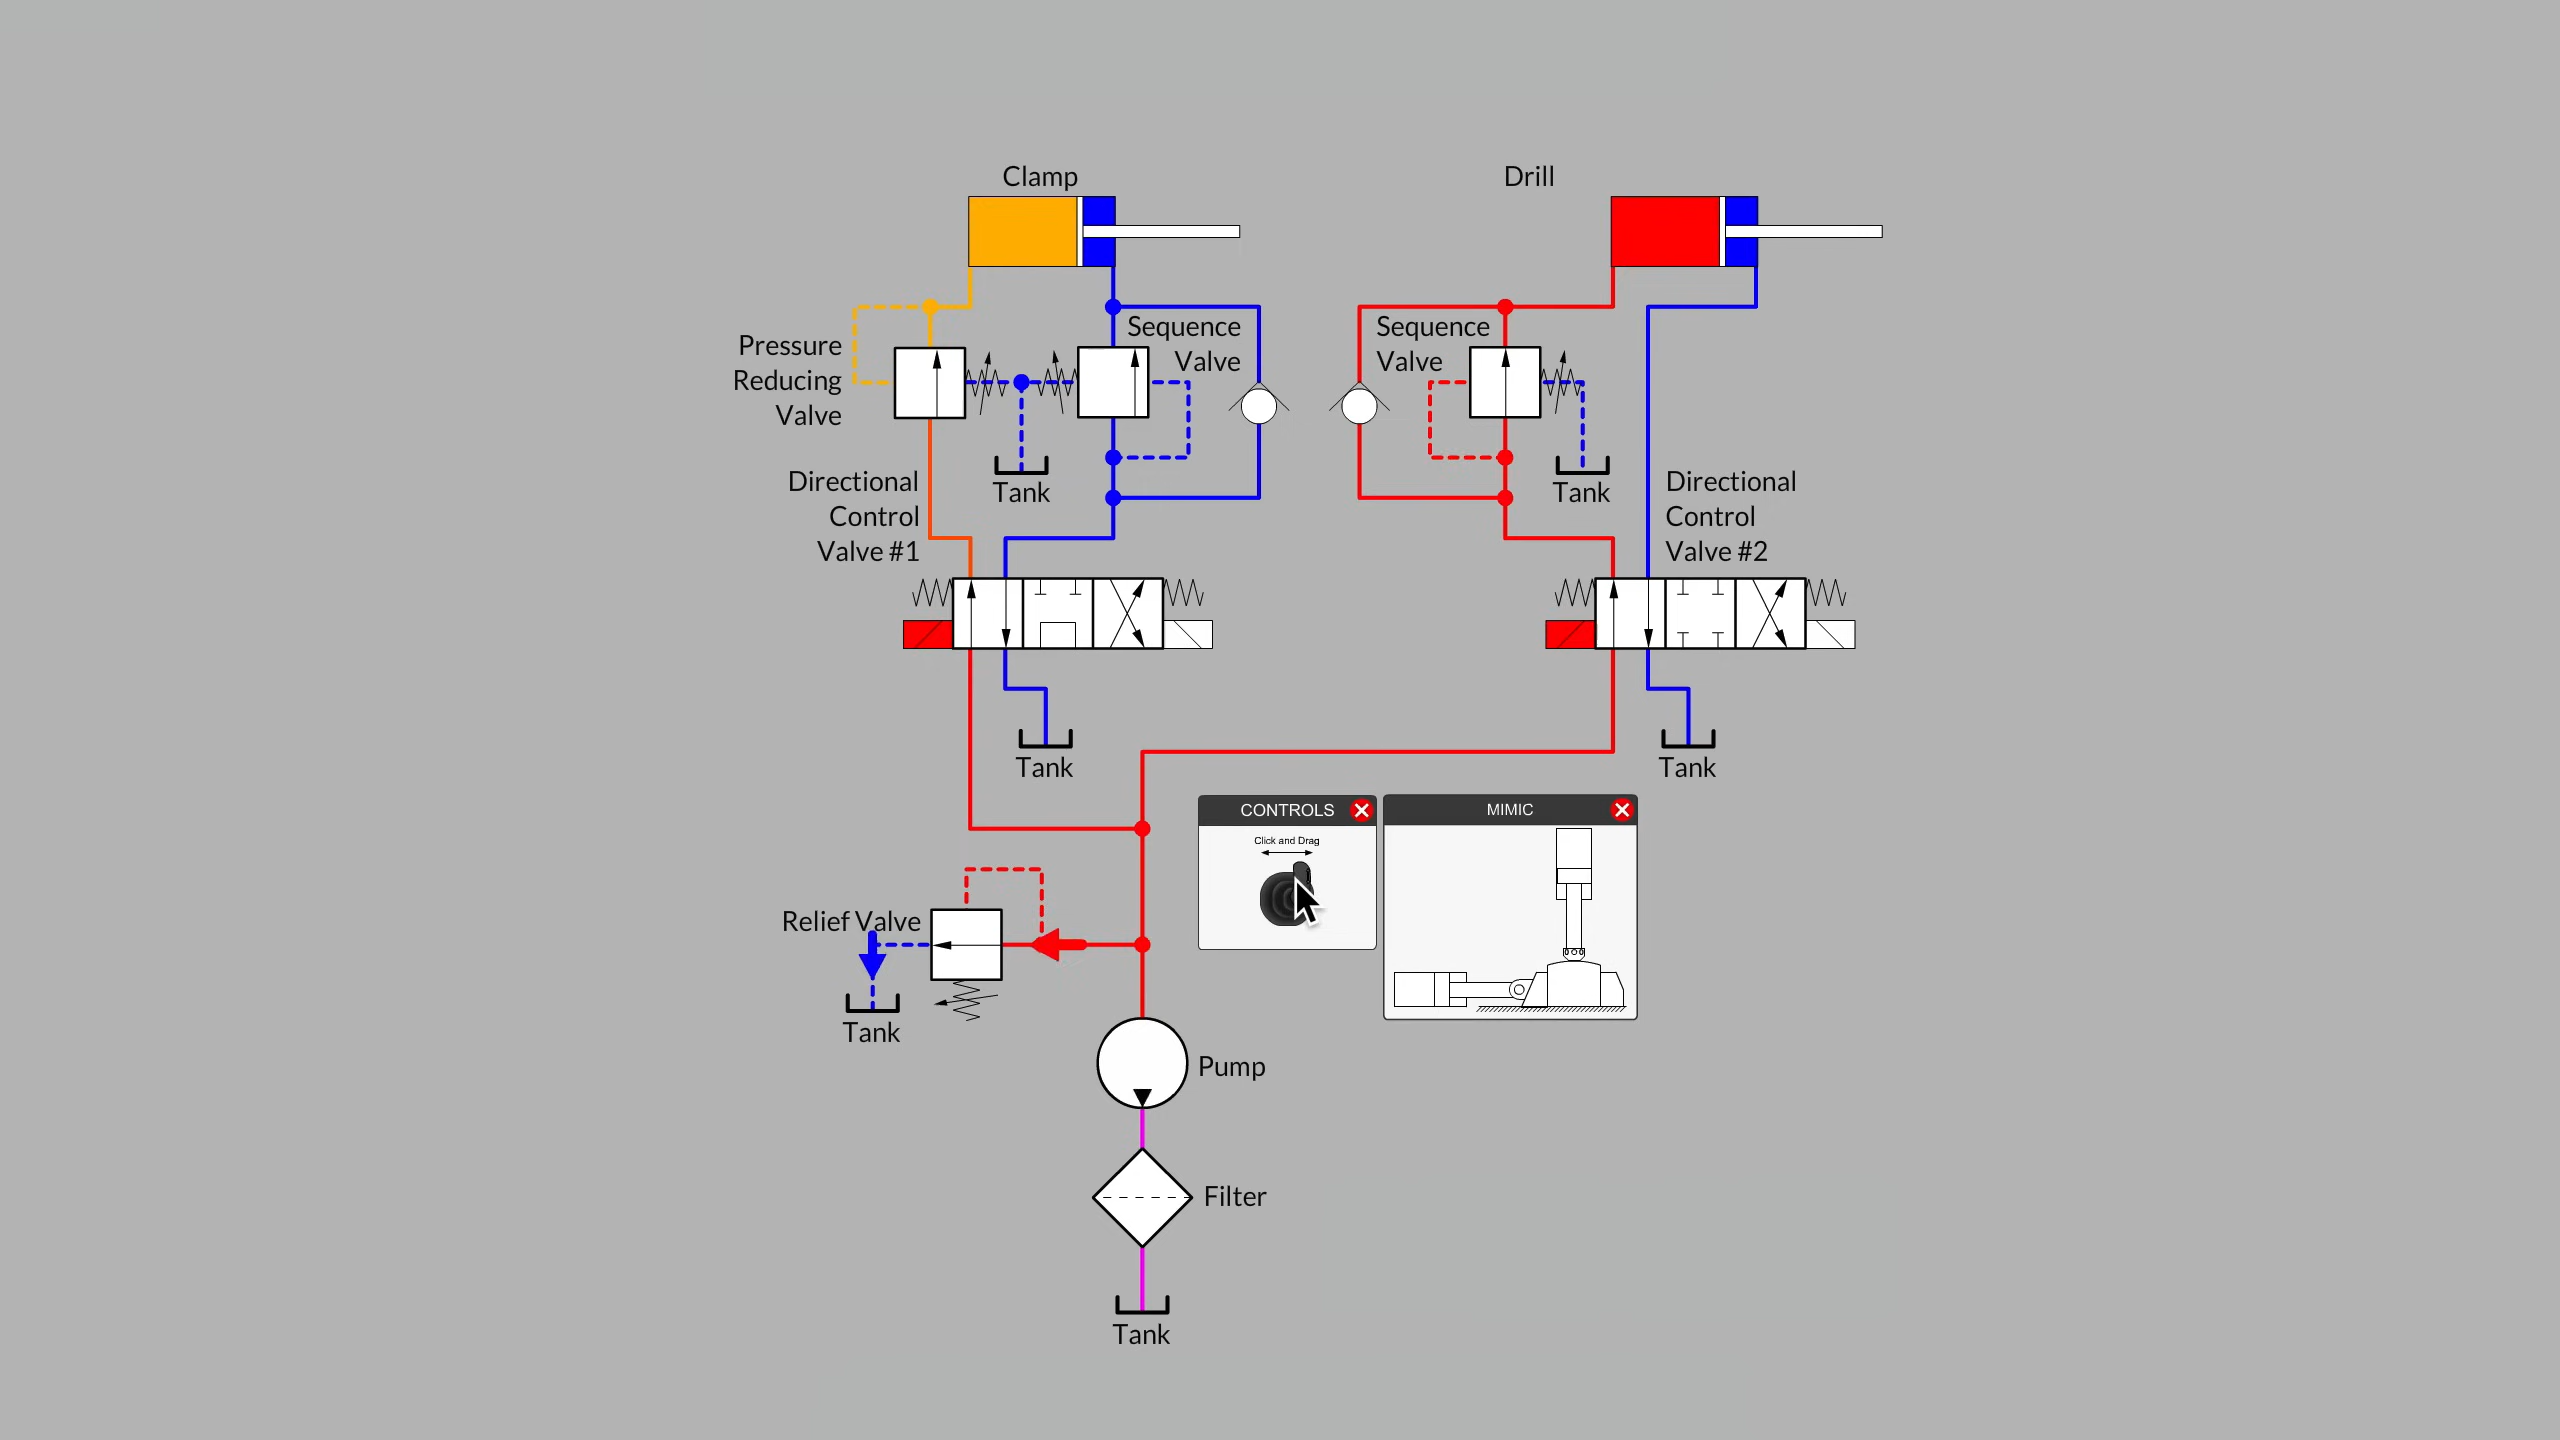 Clamp
Drill
Pressure
Reducing
Valve
Sequence
Valve
Sequence
Valve
Tank
Tank
Directional
Control
Valve #1
Directional
Control
Valve #2
Tank
Tank
CONTROLS
Click and Drag
MIMIC
Relief Valve
Tank
Pump
Filter
Tank